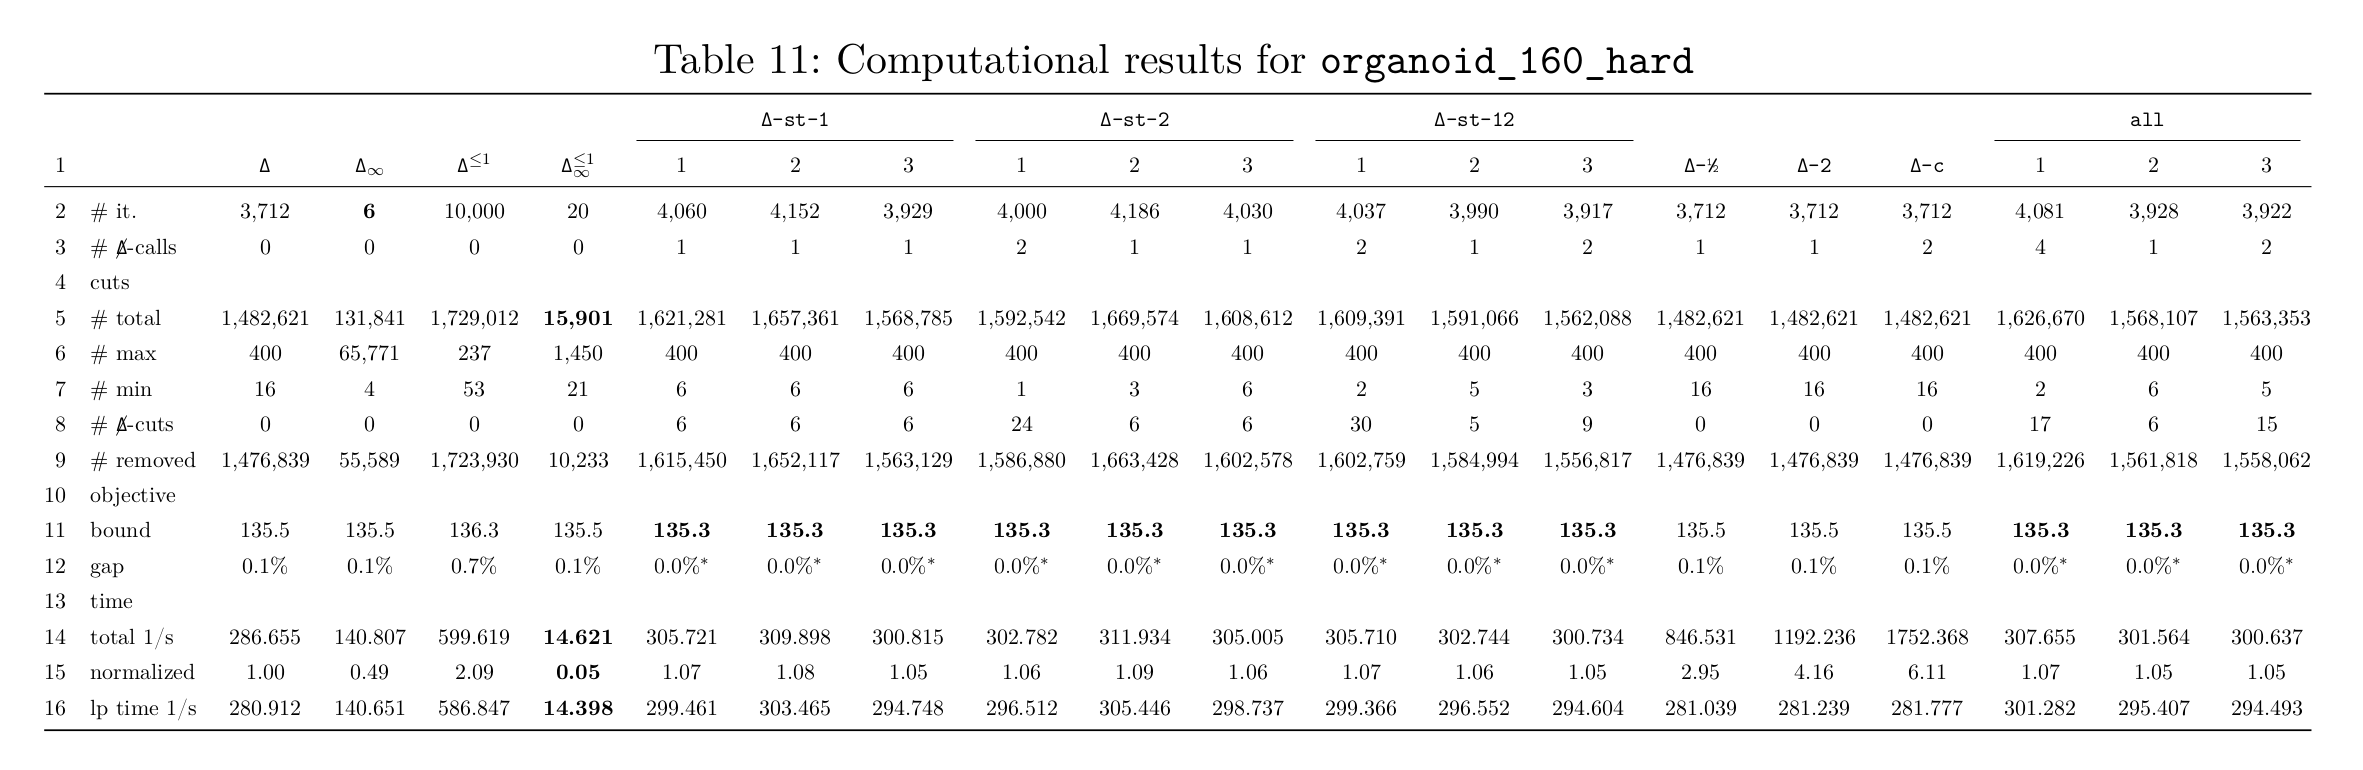 Table 11: Computational results for organoid_160_hard
Δ-st-1 Δ-st-2 Δ-st-12 all
1 Δ Δ∞ Δ≤1 Δ≤1∞ 1 2 3 1 2 3 1 2 3 Δ-½ Δ-2 Δ-c 1 2 3
2 # it. 3,712 6 10,000 20 4,060 4,152 3,929 4,000 4,186 4,030 4,037 3,990 3,917 3,712 3,712 3,712 4,081 3,928 3,922
3 # Δ̸-calls 0 0 0 0 1 1 1 2 1 1 2 1 2 1 1 2 4 1 2
4 cuts
5 # total 1,482,621 131,841 1,729,012 15,901 1,621,281 1,657,361 1,568,785 1,592,542 1,669,574 1,608,612 1,609,391 1,591,066 1,562,088 1,482,621 1,482,621 1,482,621 1,626,670 1,568,107 1,563,353
6 # max 400 65,771 237 1,450 400 400 400 400 400 400 400 400 400 400 400 400 400 400 400
7 # min 16 4 53 21 6 6 6 1 3 6 2 5 3 16 16 16 2 6 5
8 # Δ̸-cuts 0 0 0 0 6 6 6 24 6 6 30 5 9 0 0 0 17 6 15
9 # removed 1,476,839 55,589 1,723,930 10,233 1,615,450 1,652,117 1,563,129 1,586,880 1,663,428 1,602,578 1,602,759 1,584,994 1,556,817 1,476,839 1,476,839 1,476,839 1,619,226 1,561,818 1,558,062
10 objective
11 bound 135.5 135.5 136.3 135.5 135.3 135.3 135.3 135.3 135.3 135.3 135.3 135.3 135.3 135.5 135.5 135.5 135.3 135.3 135.3
12 gap 0.1% 0.1% 0.7% 0.1% 0.0%* 0.0%* 0.0%* 0.0%* 0.0%* 0.0%* 0.0%* 0.0%* 0.0%* 0.1% 0.1% 0.1% 0.0%* 0.0%* 0.0%*
13 time
14 total 1/s 286.655 140.807 599.619 14.621 305.721 309.898 300.815 302.782 311.934 305.005 305.710 302.744 300.734 846.531 1192.236 1752.368 307.655 301.564 300.637
15 normalized 1.00 0.49 2.09 0.05 1.07 1.08 1.05 1.06 1.09 1.06 1.07 1.06 1.05 2.95 4.16 6.11 1.07 1.05 1.05
16 lp time 1/s 280.912 140.651 586.847 14.398 299.461 303.465 294.748 296.512 305.446 298.737 299.366 296.552 294.604 281.039 281.239 281.777 301.282 295.407 294.493